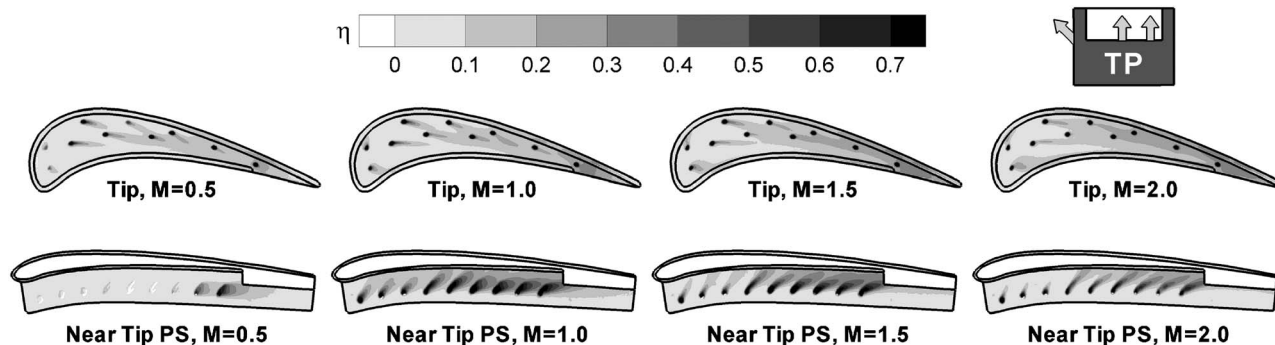 η
0 0.1 0.2 0.3 0.4 0.5 0.6 0.7
TP
Tip, M=0.5 Tip, M=1.0 Tip, M=1.5 Tip, M=2.0
Near Tip PS, M=0.5 Near Tip PS, M=1.0 Near Tip PS, M=1.5 Near Tip PS, M=2.0